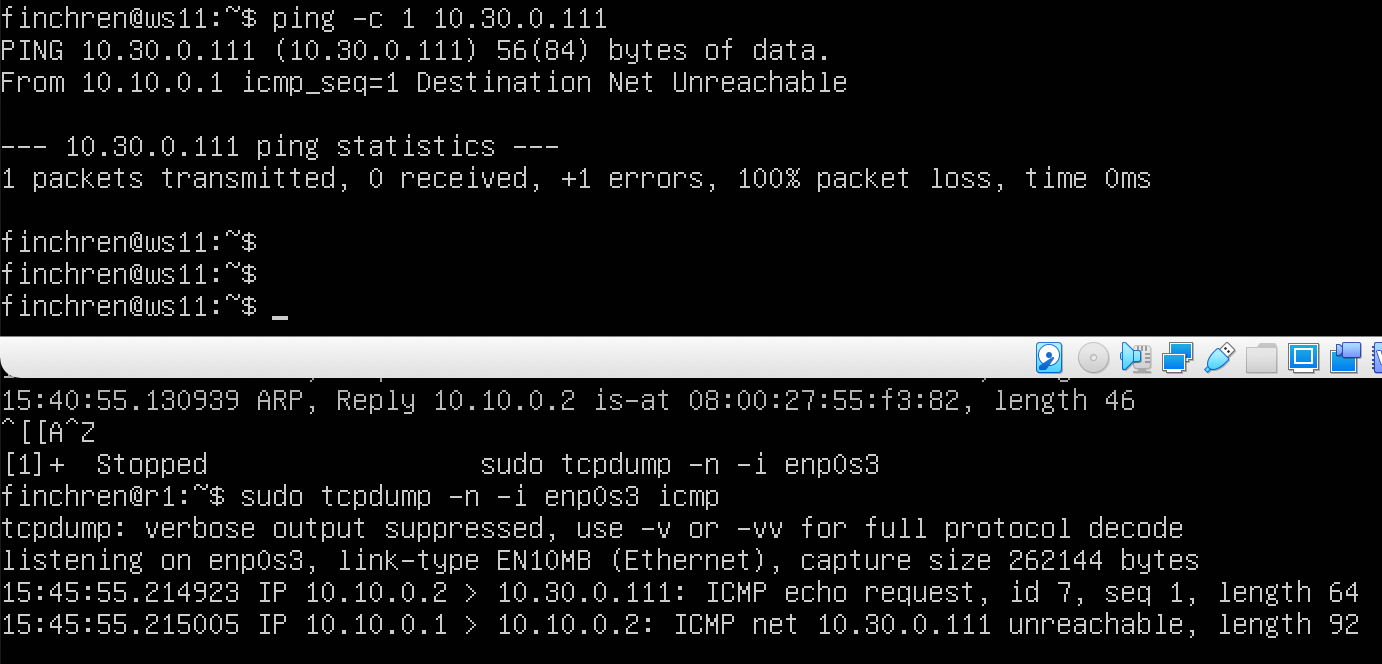 finchren@ws11:~$ ping -c 1 10.30.0.111
PING 10.30.0.111 (10.30.0.111) 56(84) bytes of data.
From 10.10.0.1 icmp_seq=1 Destination Net Unreachable
--- 10.30.0.111 ping statistics ---
1 packets transmitted, 0 received, +1 errors, 100% packet loss, time 0ms
finchren@ws11:~$
finchren@ws11:~$
finchren@ws11:~$ _
15:40:55.130939 ARP, Reply 10.10.0.2 is-at 08:00:27:55:f3:82, length 46
^[[A^Z
[1]+  Stopped                 sudo tcpdump -n -i enp0s3
finchren@r1:~$ sudo tcpdump -n -i enp0s3 icmp
tcpdump: verbose output suppressed, use -v or -vv for full protocol decode
listening on enp0s3, link-type EN10MB (Ethernet), capture size 262144 bytes
15:45:55.214923 IP 10.10.0.2 > 10.30.0.111: ICMP echo request, id 7, seq 1, length 64
15:45:55.215005 IP 10.10.0.1 > 10.10.0.2: ICMP net 10.30.0.111 unreachable, length 92